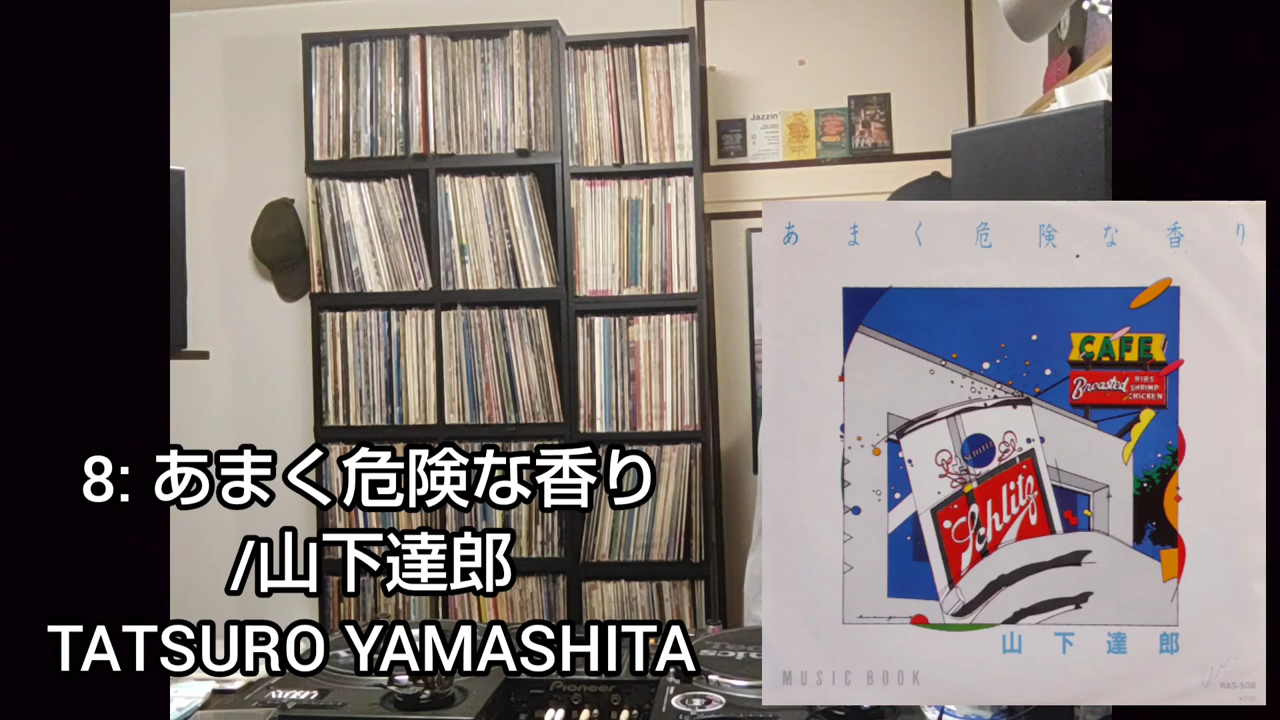 Jazzin'
あまく危険な香り
CAFE
Broasted
RIBS
SHRIMP
CHICKEN
SCHLITZ
Schlitz
8: あまく危険な香り
/山下達郎
TATSURO YAMASHITA
山下達郎
MUSIC BOOK
RAS-508
Pioneer